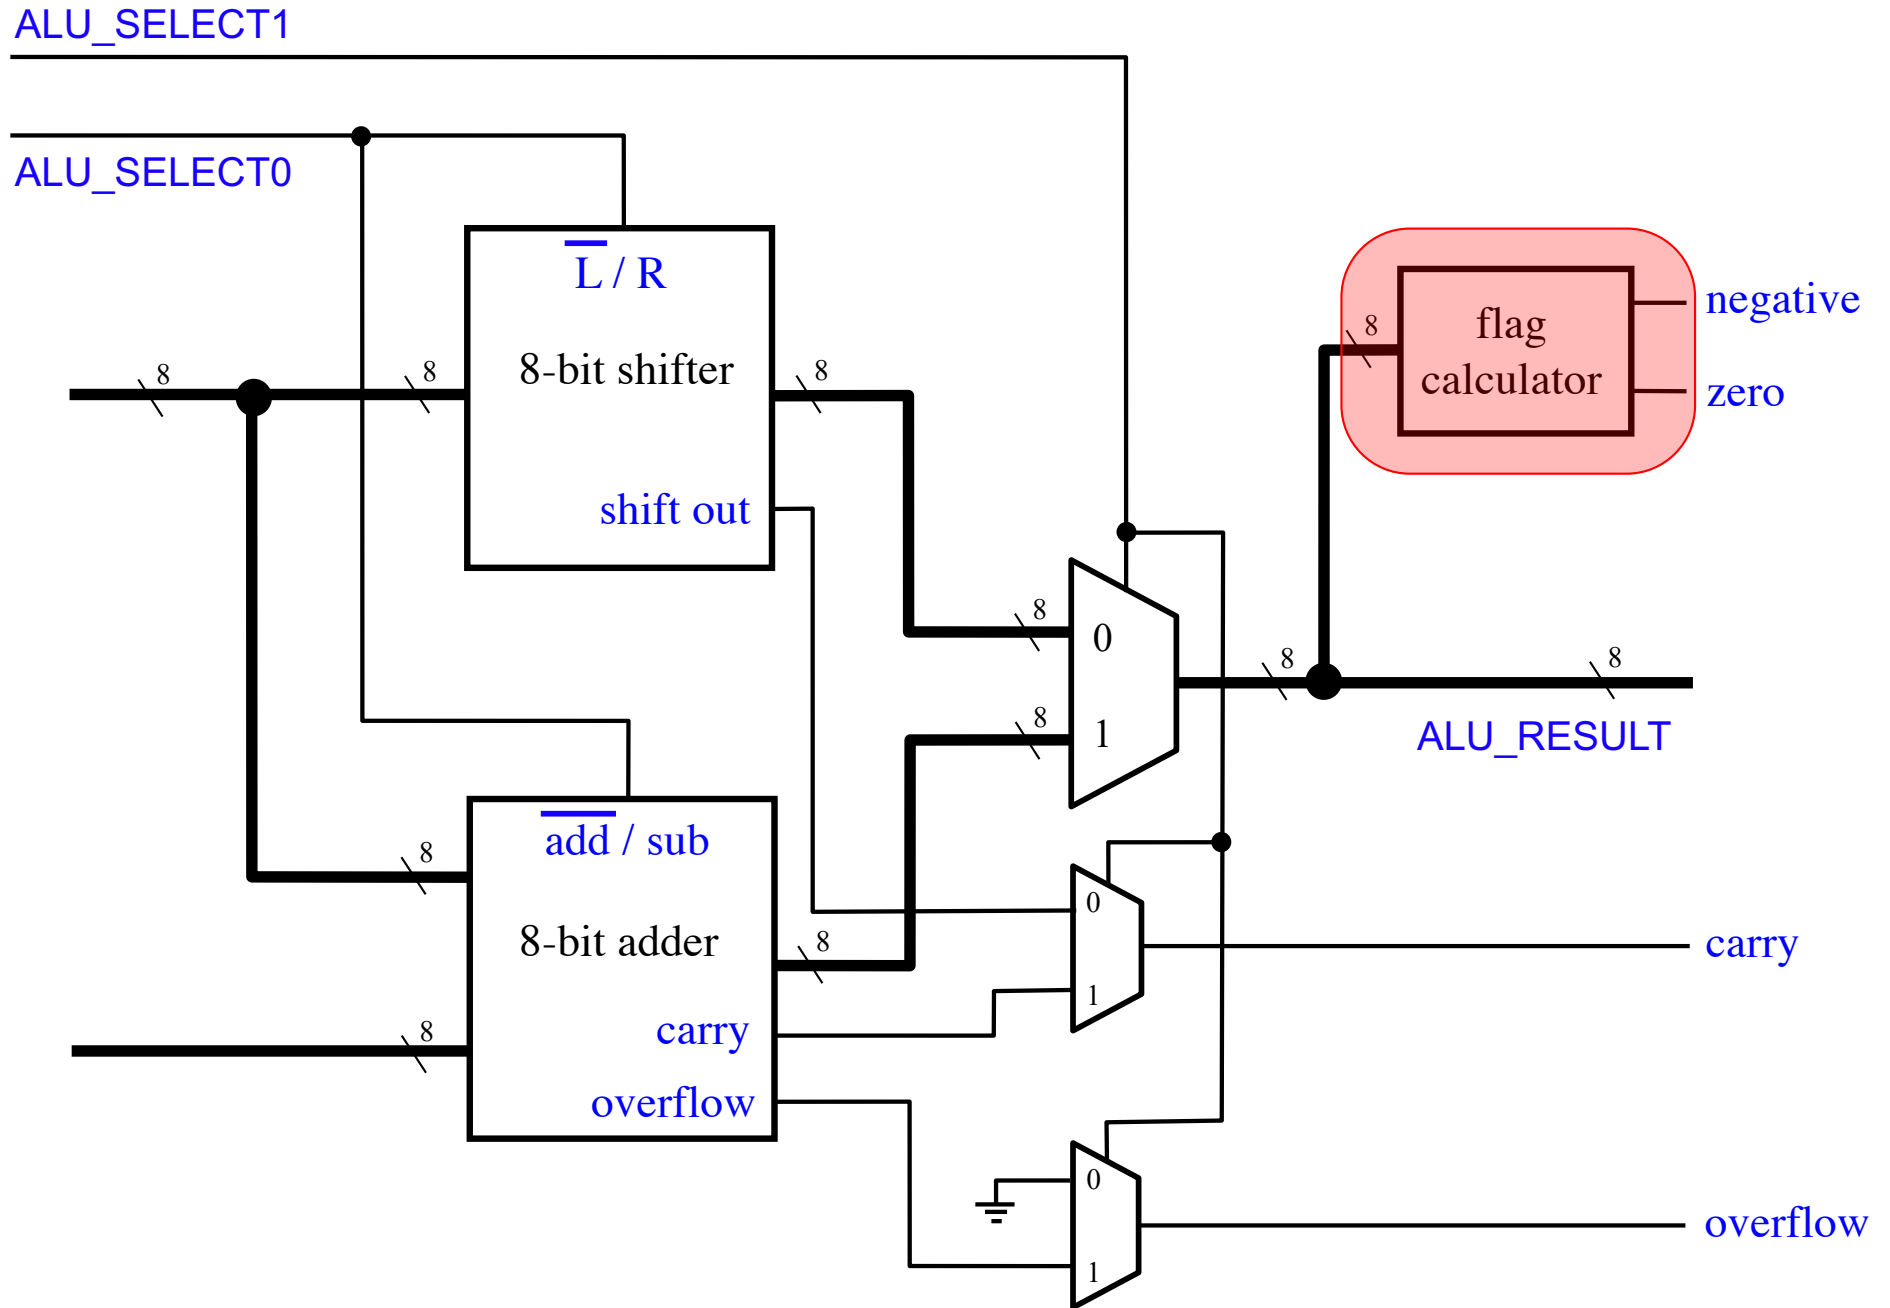 ALU_SELECT1
ALU_SELECT0
L / R
8-bit shifter
shift out
8
8
8
add / sub
8-bit adder
carry
overflow
8
8
8
8
0
8
1
8
8
ALU_RESULT
8
flag
calculator
negative
zero
0
1
carry
0
1
overflow